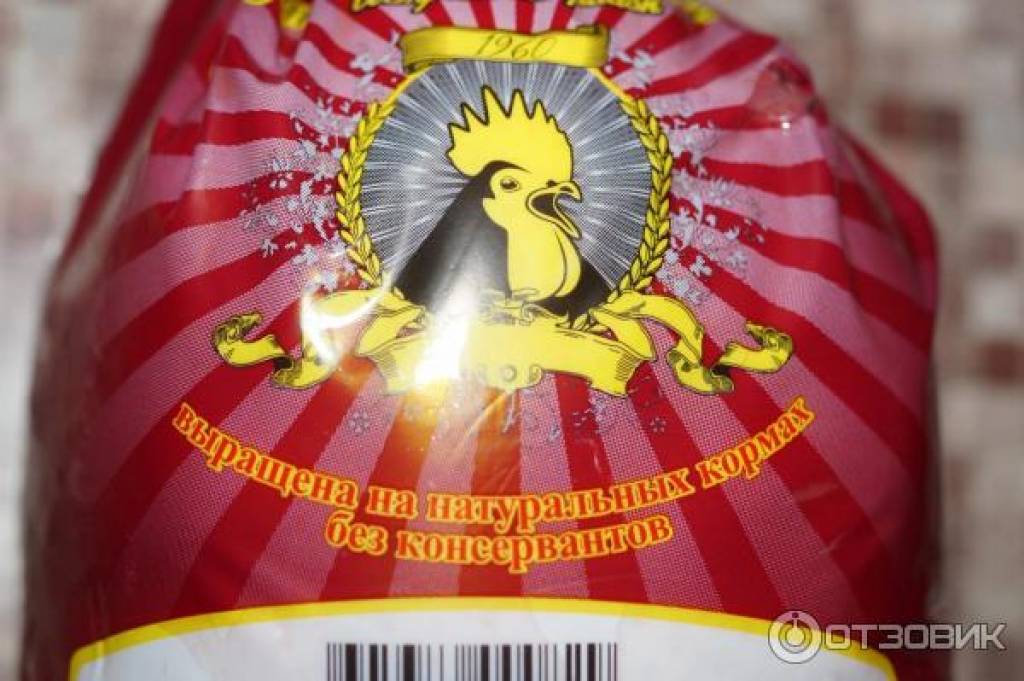 1960
выращена на натуральных кормах
без консервантов
ОТЗОВИК